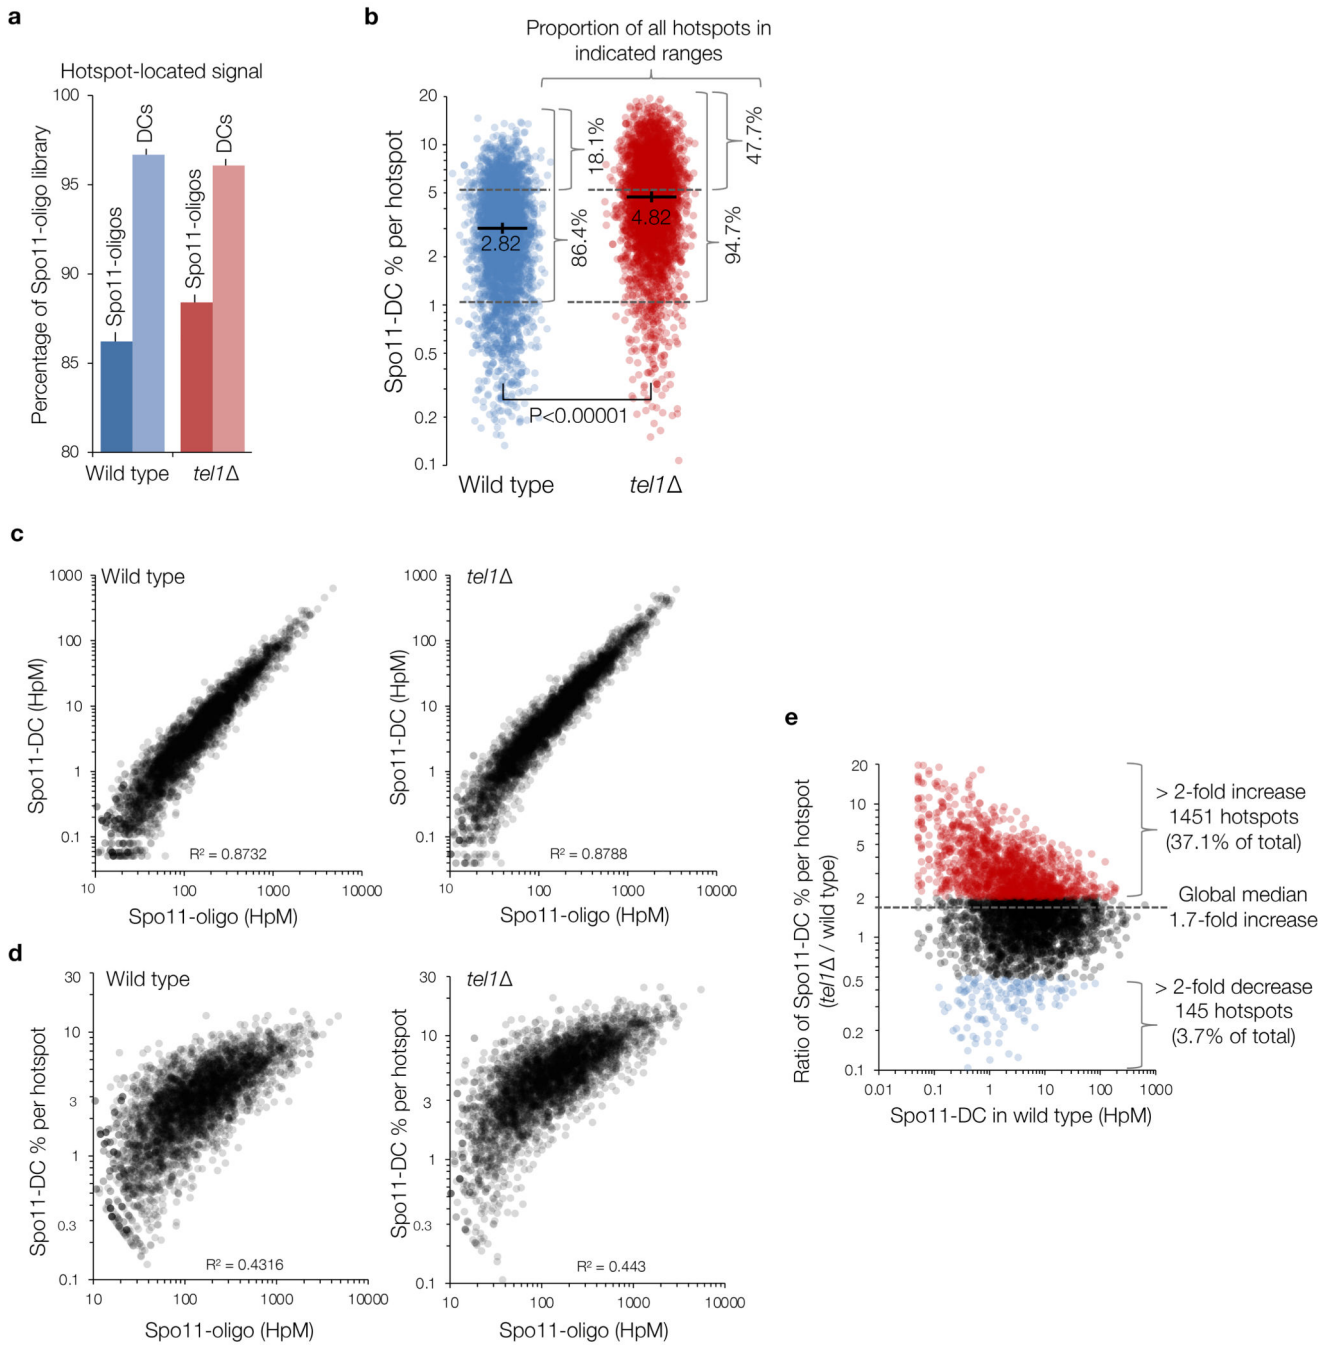 a
Hotspot-located signal
Percentage of Spo11-oligo library
100
95
90
85
80
Spo11-oligos
DCs
Spo11-oligos
DCs
Wild type
tel1Δ
b
Proportion of all hotspots in
indicated ranges
Spo11-DC % per hotspot
20
10
5
2
1
0.5
0.2
0.1
18.1%
86.4%
47.7%
94.7%
2.82
4.82
P<0.00001
Wild type
tel1Δ
c
Wild type
Spo11-DC (HpM)
1000
100
10
1
0.1
R² = 0.8732
10
100
1000
10000
Spo11-oligo (HpM)
tel1Δ
Spo11-DC (HpM)
1000
100
10
1
0.1
R² = 0.8788
10
100
1000
10000
Spo11-oligo (HpM)
d
Wild type
Spo11-DC % per hotspot
30
10
3
1
0.3
0.1
R² = 0.4316
10
100
1000
10000
Spo11-oligo (HpM)
tel1Δ
Spo11-DC % per hotspot
30
10
3
1
0.3
0.1
R² = 0.443
10
100
1000
10000
Spo11-oligo (HpM)
e
Ratio of Spo11-DC % per hotspot
(tel1Δ / wild type)
20
10
5
2
1
0.5
0.2
0.1
> 2-fold increase
1451 hotspots
(37.1% of total)
Global median
1.7-fold increase
> 2-fold decrease
145 hotspots
(3.7% of total)
0.01
0.1
1
10
100
1000
Spo11-DC in wild type (HpM)